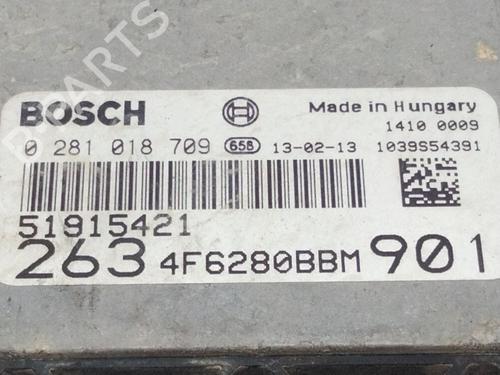 BOSCH
Made in Hungary
1410 0009
0 281 018 709 658 13-02-13 1039S54391
51915421
263 4F6280BBM 901